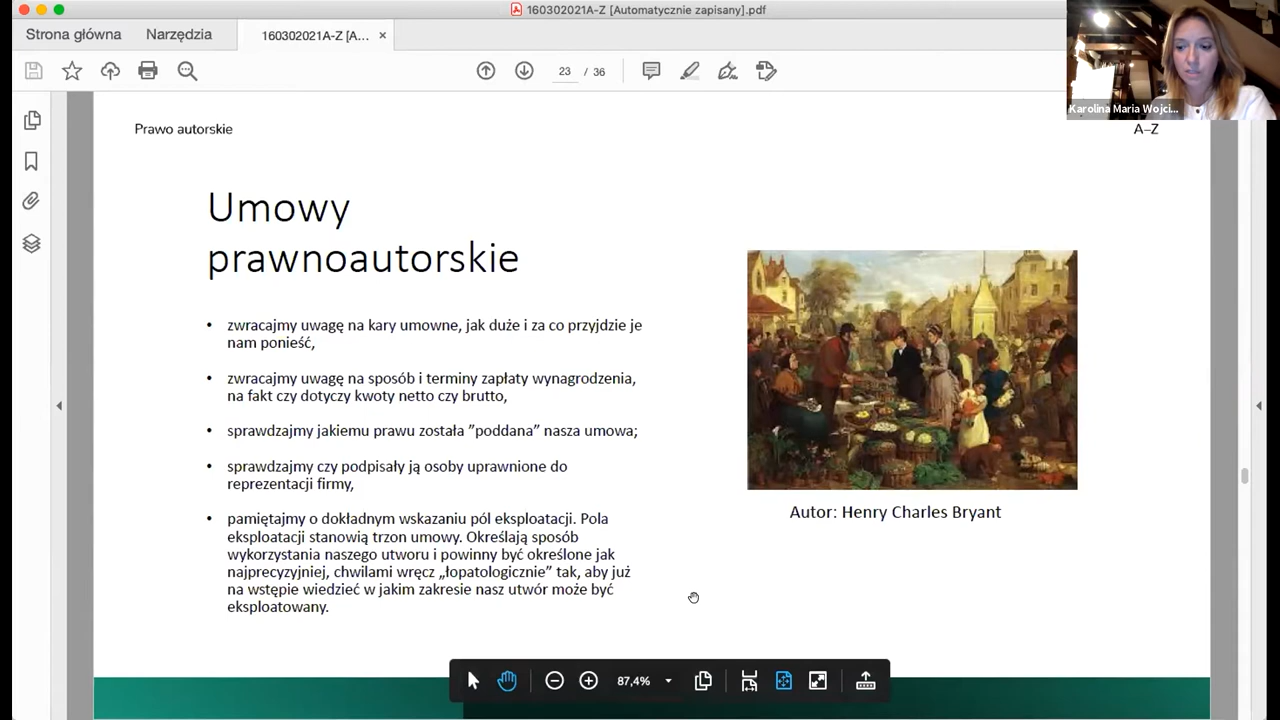 160302021A-Z [Automatycznie zapisany].pdf
Strona główna
Narzędzia
160302021A-Z [A...
23 / 36
Karolina Maria Wojci...
Prawo autorskie
A–Z
Umowy
prawnoautorskie
• zwracajmy uwagę na kary umowne, jak duże i za co przyjdzie je
nam ponieść,
• zwracajmy uwagę na sposób i terminy zapłaty wynagrodzenia,
na fakt czy dotyczy kwoty netto czy brutto,
• sprawdzajmy jakiemu prawu została ”poddana” nasza umowa;
• sprawdzajmy czy podpisały ją osoby uprawnione do
reprezentacji firmy,
• pamiętajmy o dokładnym wskazaniu pól eksploatacji. Pola
eksploatacji stanowią trzon umowy. Określają sposób
wykorzystania naszego utworu i powinny być określone jak
najprecyzyjniej, chwilami wręcz „łopatologicznie” tak, aby już
na wstępie wiedzieć w jakim zakresie nasz utwór może być
eksploatowany.
Autor: Henry Charles Bryant
87,4%